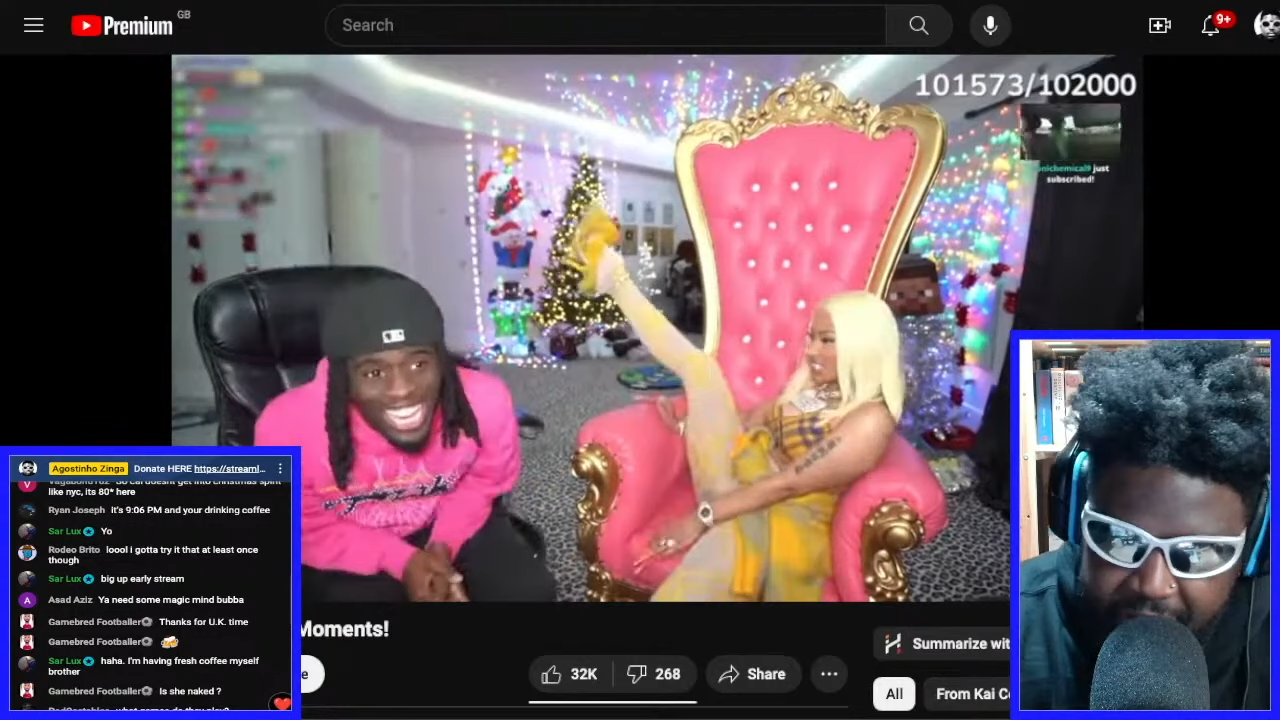 Premium GB
Search
9+
101573/102000
just
subscribed!
Moments!
32K
268
Share
Summarize wit
All
From Kai C
Agostinho Zinga Donate HERE https://streaml...
like nyc, its 80* here
Ryan Joseph it's 9:06 PM and your drinking coffee
Sar Lux Yo
Rodeo Brito loool i gotta try it that at least once
though
Sar Lux big up early stream
Asad Aziz Ya need some magic mind bubba
Gamebred Footballer Thanks for U.K. time
Gamebred Footballer
Sar Lux haha. I'm having fresh coffee myself
brother
Gamebred Footballer Is she naked ?